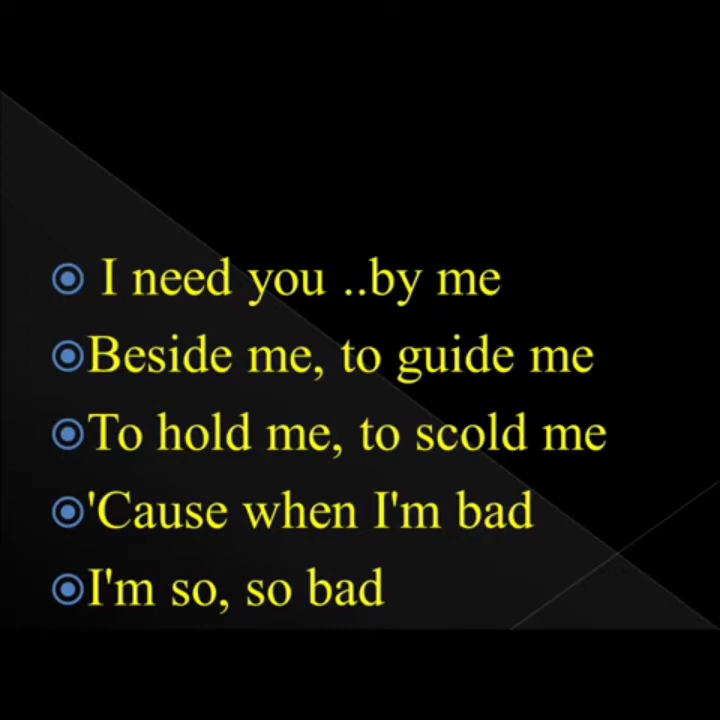 I need you ..by me
Beside me, to guide me
To hold me, to scold me
'Cause when I'm bad
I'm so, so bad